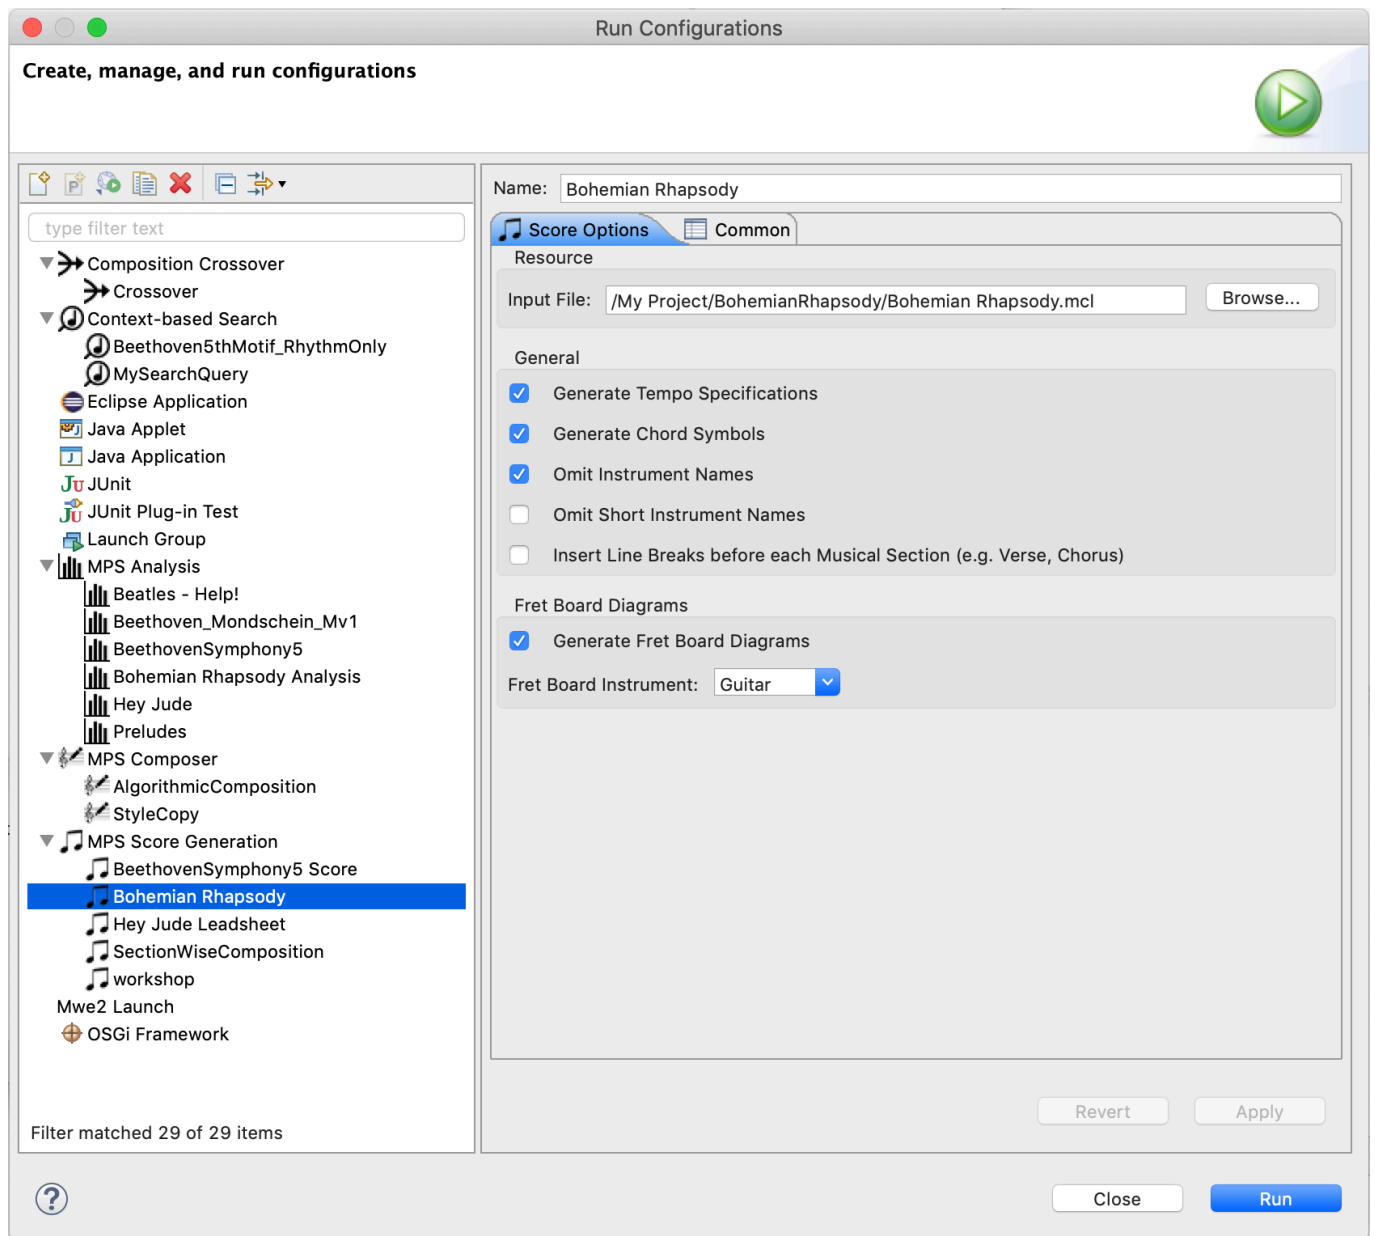 Run Configurations
Create, manage, and run configurations
type filter text
Composition Crossover
Crossover
Context-based Search
Beethoven5thMotif_RhythmOnly
MySearchQuery
Eclipse Application
Java Applet
Java Application
JUnit
JUnit Plug-in Test
Launch Group
MPS Analysis
Beatles - Help!
Beethoven_Mondschein_Mv1
BeethovenSymphony5
Bohemian Rhapsody Analysis
Hey Jude
Preludes
MPS Composer
AlgorithmicComposition
StyleCopy
MPS Score Generation
BeethovenSymphony5 Score
Bohemian Rhapsody
Hey Jude Leadsheet
SectionWiseComposition
workshop
Mwe2 Launch
OSGi Framework
Filter matched 29 of 29 items
Name: Bohemian Rhapsody
Score Options Common
Resource
Input File: /My Project/BohemianRhapsody/Bohemian Rhapsody.mcl Browse...
General
Generate Tempo Specifications
Generate Chord Symbols
Omit Instrument Names
Omit Short Instrument Names
Insert Line Breaks before each Musical Section (e.g. Verse, Chorus)
Fret Board Diagrams
Generate Fret Board Diagrams
Fret Board Instrument: Guitar
Revert Apply
Close Run